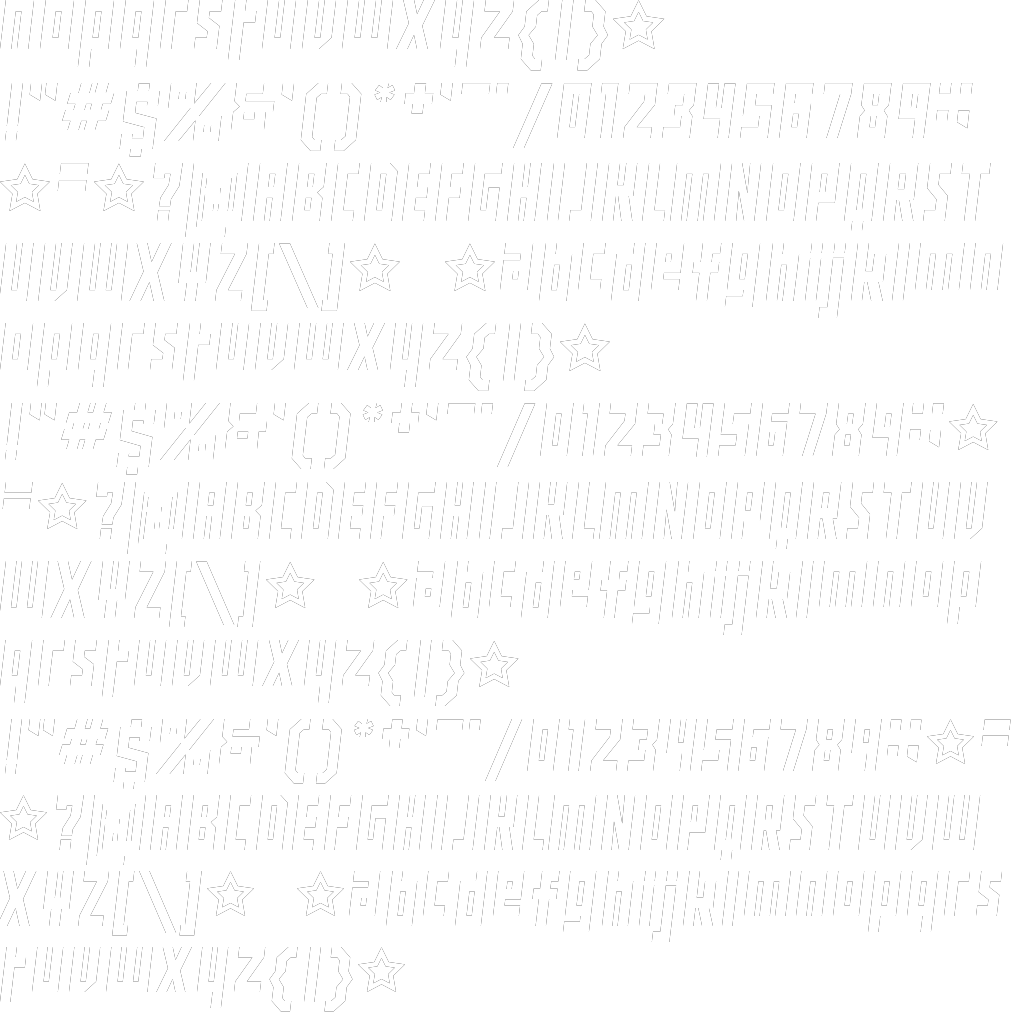 nopqrstuvwxyz{|}☆
!"#$%&'()*+,-./0123456789:;
☆=☆?@ABCDEFGHIJKLMNOPQRST
UVWXYZ[\]☆ ☆abcdefghijklmn
opqrstuvwxyz{|}☆
!"#$%&'()*+,-./0123456789:;☆
=☆?@ABCDEFGHIJKLMNOPQRSTUV
WXYZ[\]☆ ☆abcdefghijklmnop
qrstuvwxyz{|}☆
!"#$%&'()*+,-./0123456789:;☆=
☆?@ABCDEFGHIJKLMNOPQRSTUVW
XYZ[\]☆ ☆abcdefghijklmnopqrs
tuvwxyz{|}☆